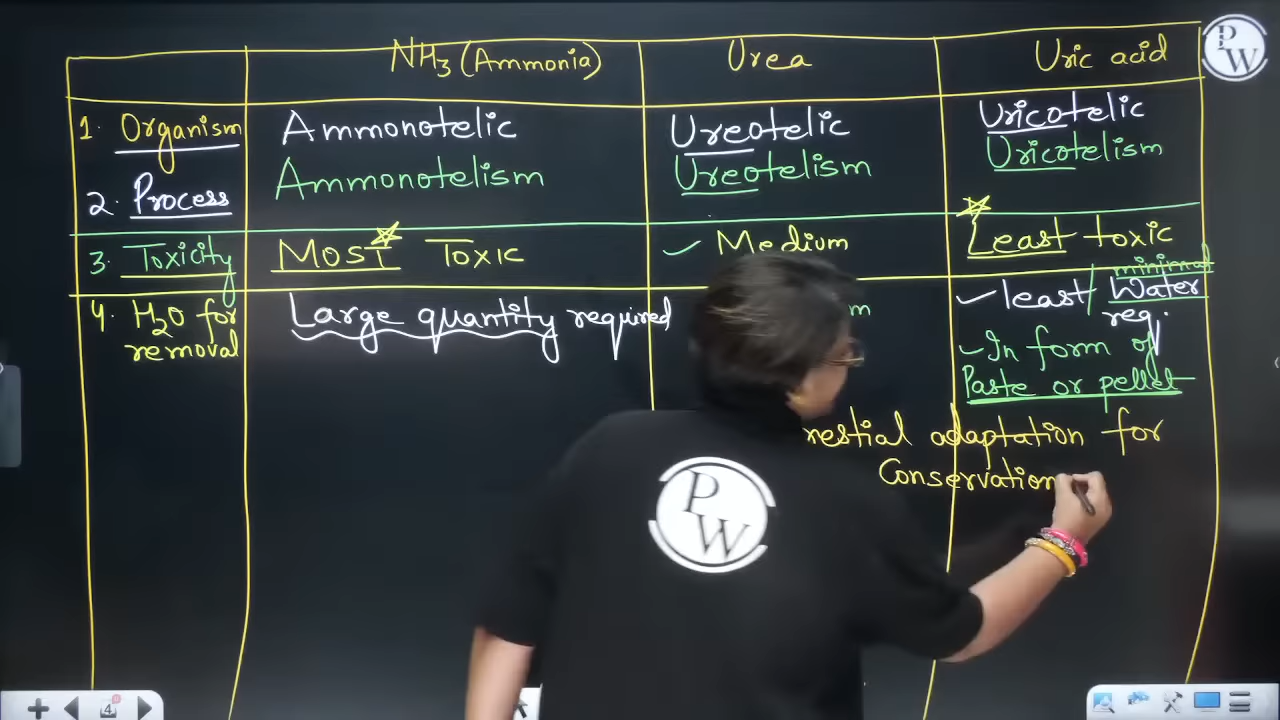 NH3 (Ammonia) Urea Uric acid
PW
1. Organism Ammonotelic Ureotelic Uricotelic
2. Process Ammonotelism Ureotelism Uricotelism
3. Toxicity Most Toxic Medium Least toxic
4. H2O for removal Large quantity required least/ minimal Water req.
In form of
Paste or pellet
adaptation for
Conservation
PW
4